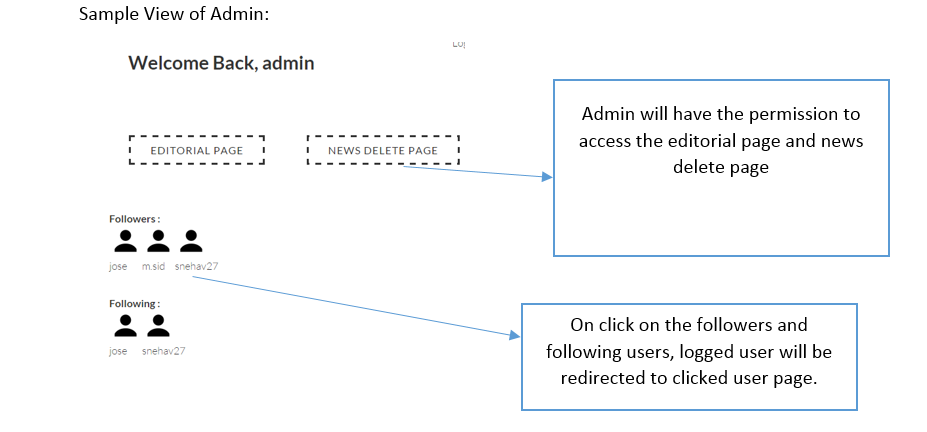 Sample View of Admin:
Welcome Back, admin
Admin will have the permission to
access the editorial page and news
delete page
EDITORIAL PAGE NEWS DELETE PAGE
Followers :
jose m.sid snehav27
Following :
jose snehav27
On click on the followers and
following users, logged user will be
redirected to clicked user page.